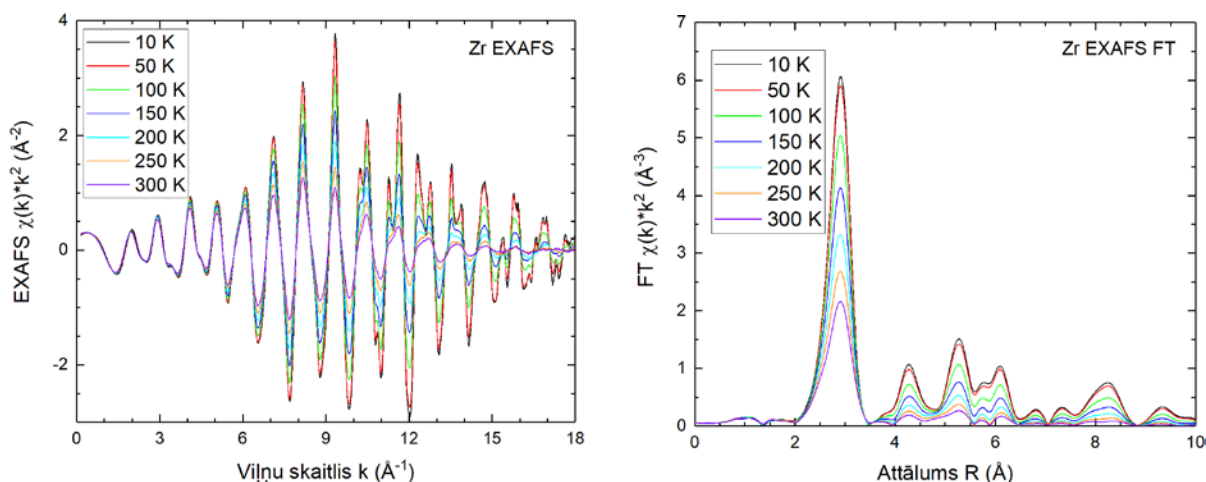 Zr EXAFS
10 K
50 K
100 K
150 K
200 K
250 K
300 K
EXAFS χ(k)*k² (Å⁻²)
4
2
0
-2
0
3
6
9
12
15
18
Viļņu skaitlis k (Å⁻¹)
Zr EXAFS FT
10 K
50 K
100 K
150 K
200 K
250 K
300 K
FT χ(k)*k² (Å⁻³)
7
6
5
4
3
2
1
0
0
2
4
6
8
10
Attālums R (Å)